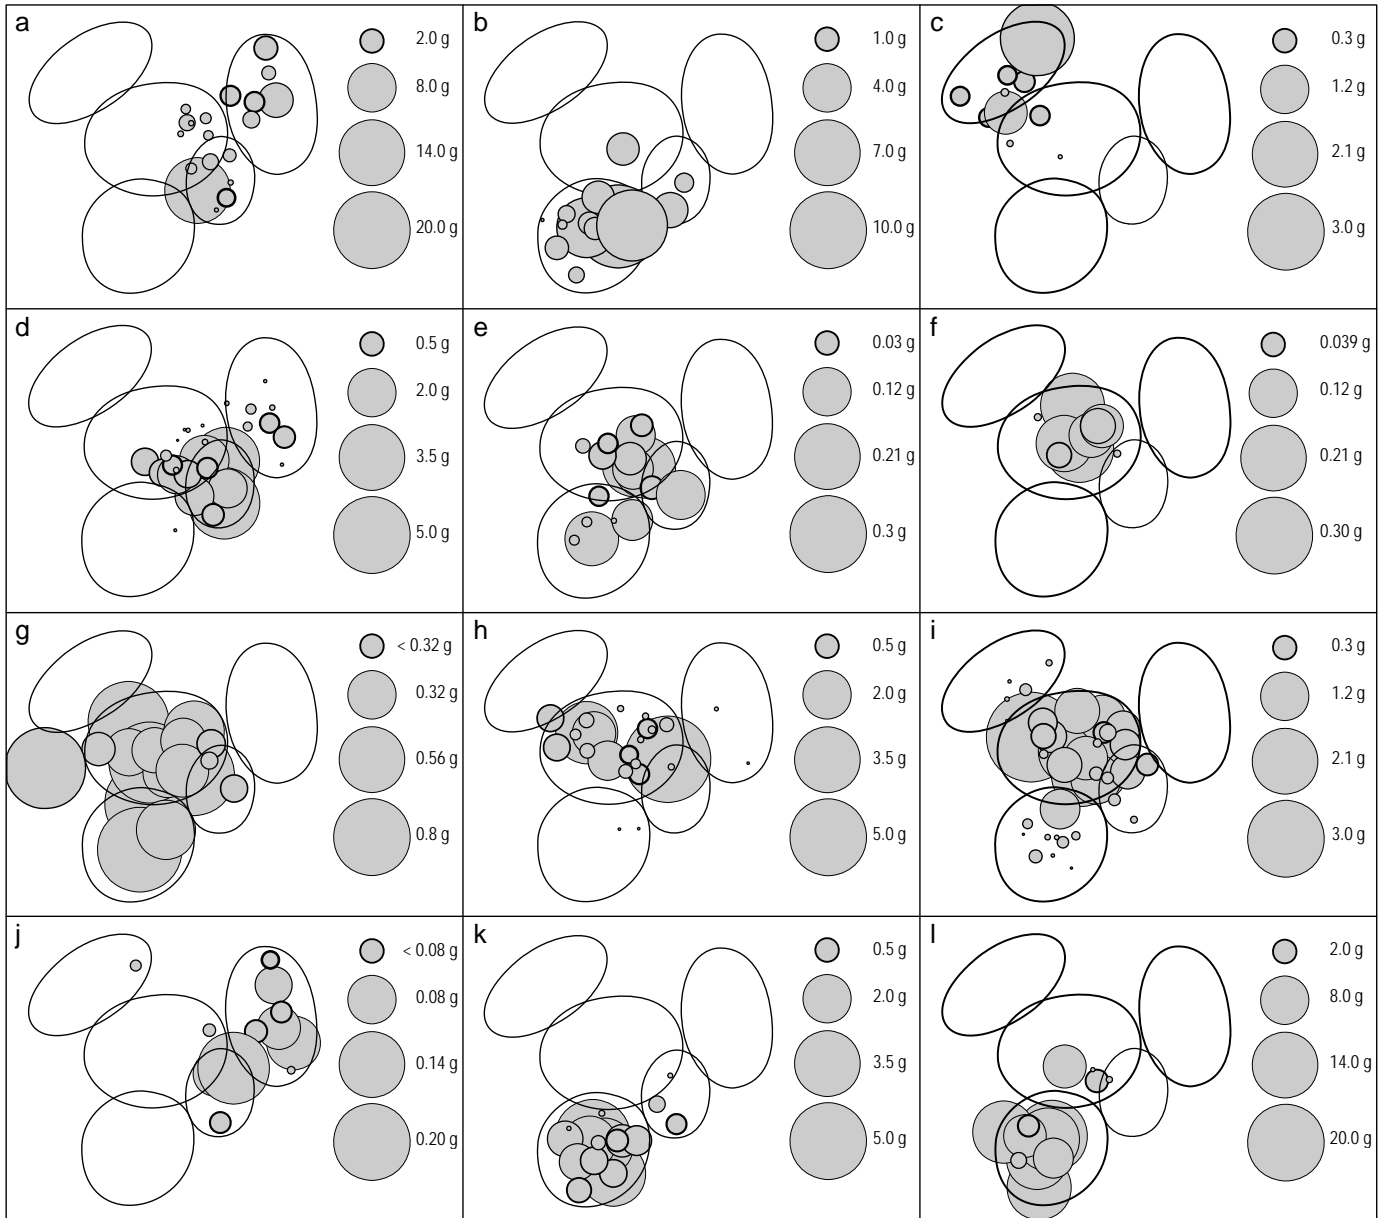 a
2.0 g
8.0 g
14.0 g
20.0 g
b
1.0 g
4.0 g
7.0 g
10.0 g
c
0.3 g
1.2 g
2.1 g
3.0 g
d
0.5 g
2.0 g
3.5 g
5.0 g
e
0.03 g
0.12 g
0.21 g
0.3 g
f
0.039 g
0.12 g
0.21 g
0.30 g
g
< 0.32 g
0.32 g
0.56 g
0.8 g
h
0.5 g
2.0 g
3.5 g
5.0 g
i
0.3 g
1.2 g
2.1 g
3.0 g
j
< 0.08 g
0.08 g
0.14 g
0.20 g
k
0.5 g
2.0 g
3.5 g
5.0 g
l
2.0 g
8.0 g
14.0 g
20.0 g